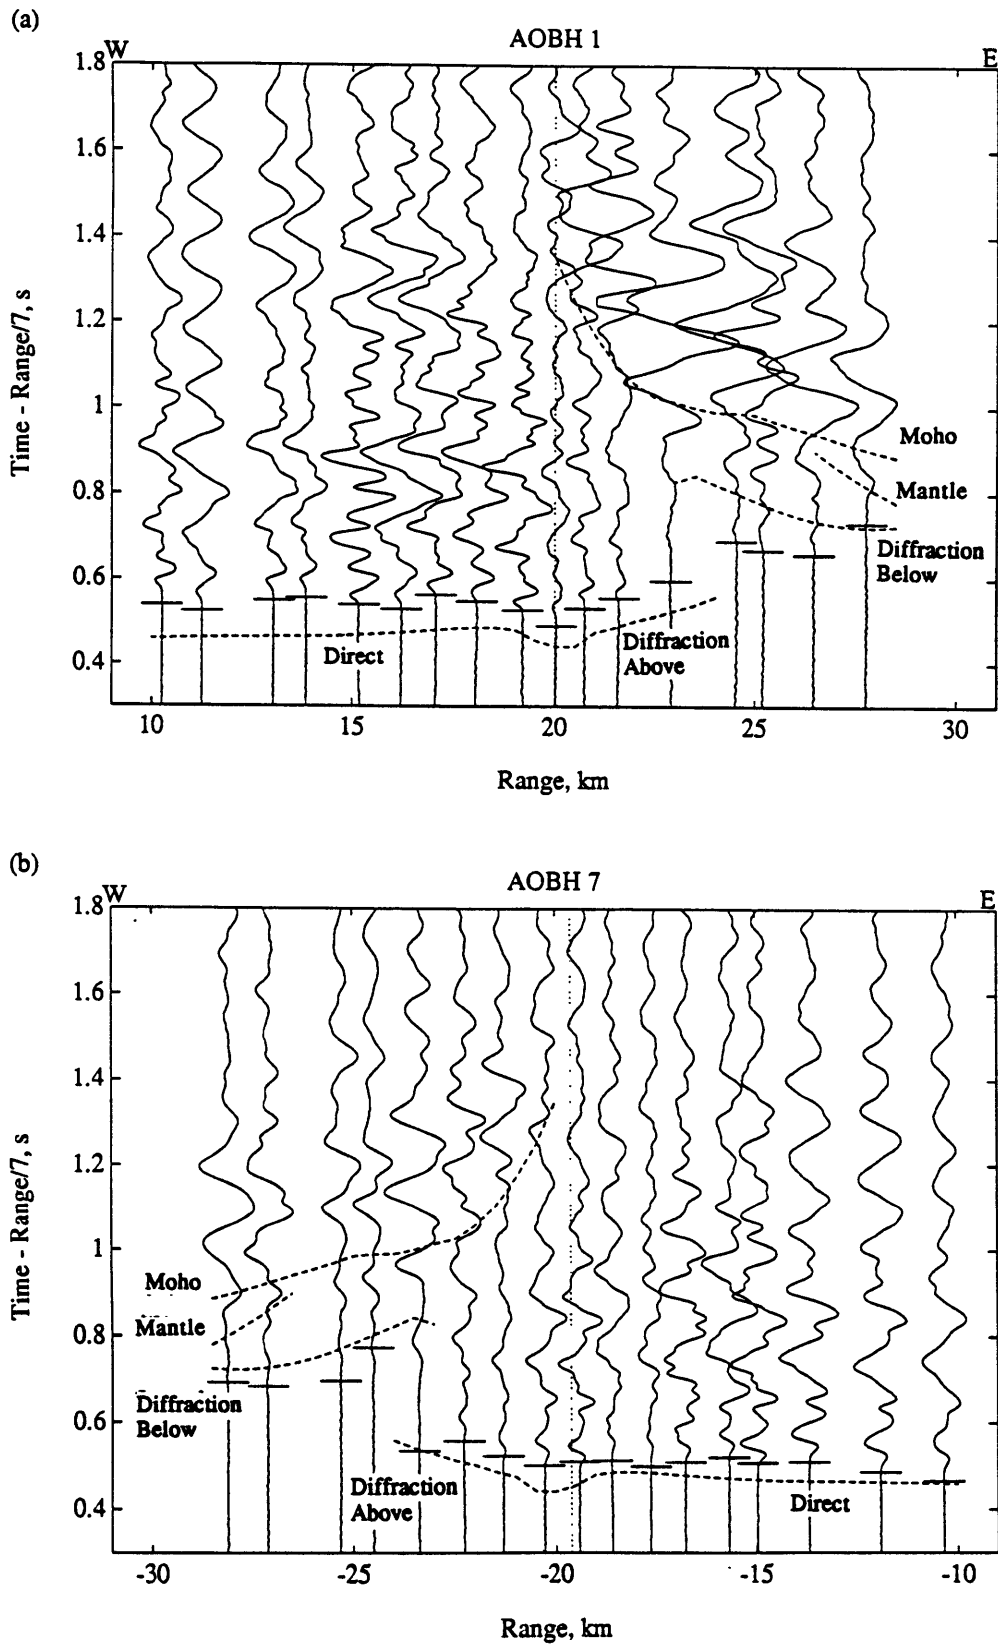 (a)
AOBH 1
W
E
1.8
1.6
1.4
1.2
1
0.8
0.6
0.4
Time - Range/7, s
Moho
Mantle
Diffraction
Below
Diffraction
Above
Direct
10
15
20
25
30
Range, km
(b)
AOBH 7
W
E
1.8
1.6
1.4
1.2
1
0.8
0.6
0.4
Time - Range/7, s
Moho
Mantle
Diffraction
Below
Diffraction
Above
Direct
-30
-25
-20
-15
-10
Range, km